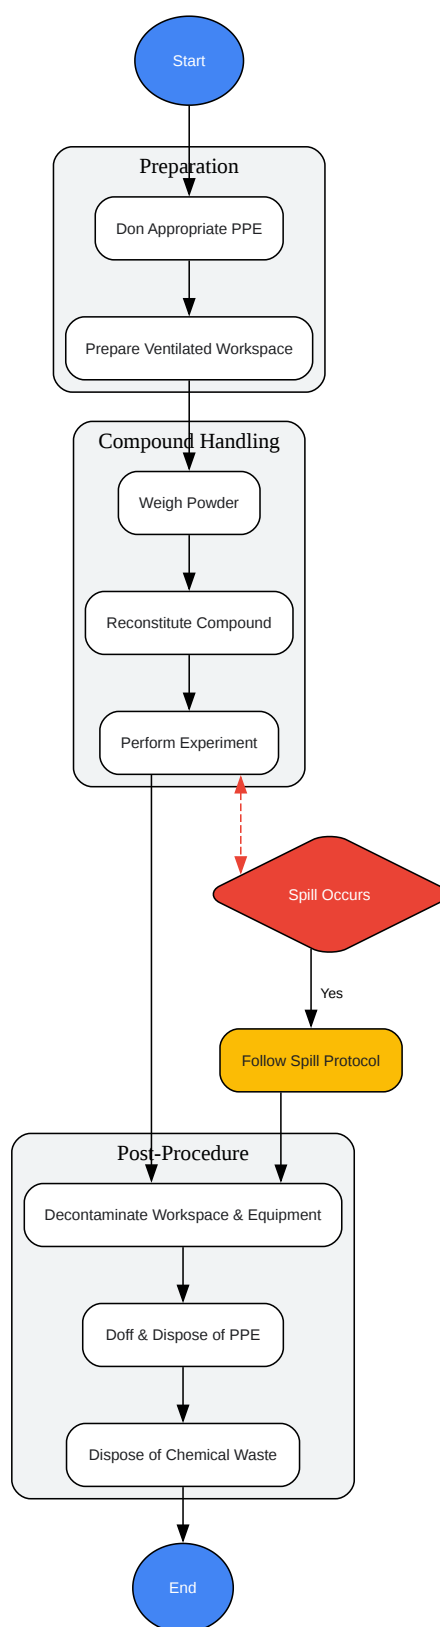 Start
Preparation
Don Appropriate PPE
Prepare Ventilated Workspace
Compound Handling
Weigh Powder
Reconstitute Compound
Perform Experiment
Spill Occurs
Yes
Follow Spill Protocol
Post-Procedure
Decontaminate Workspace & Equipment
Doff & Dispose of PPE
Dispose of Chemical Waste
End